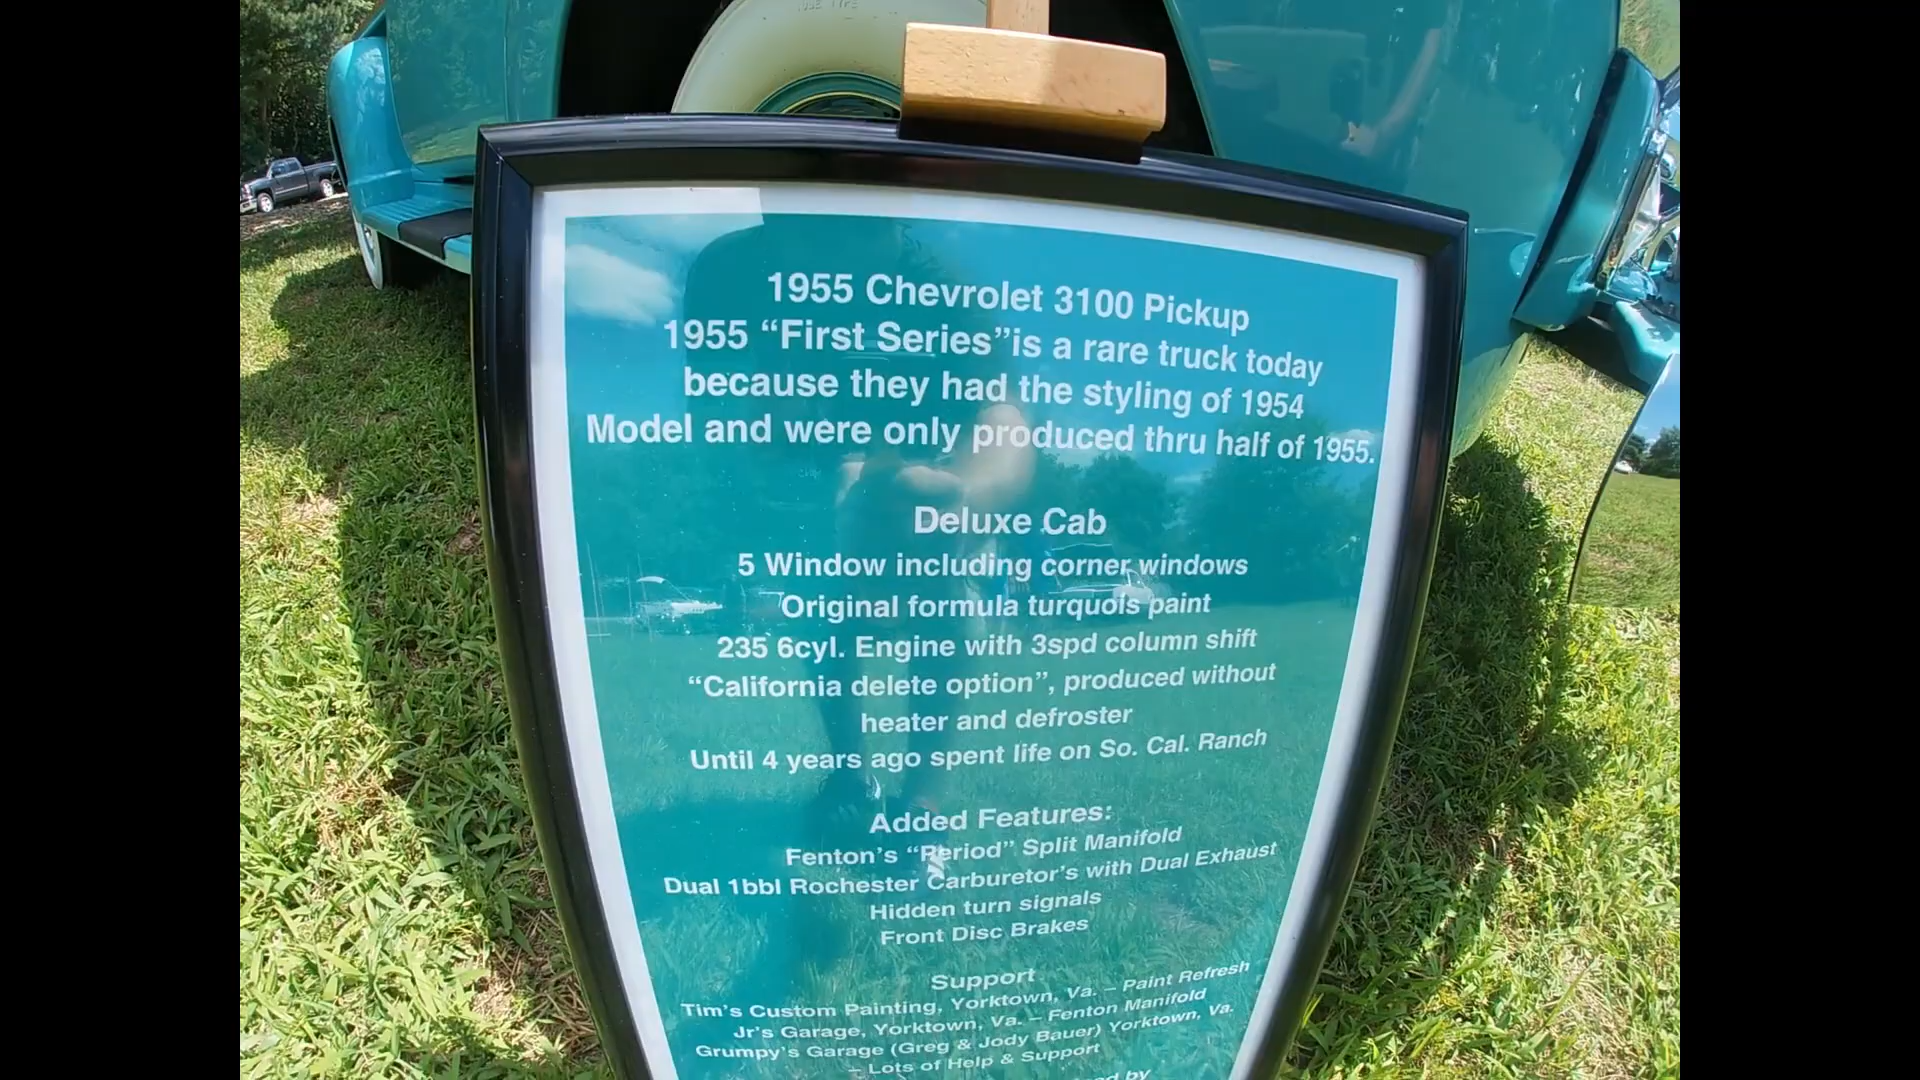 1955 Chevrolet 3100 Pickup
1955 “First Series”is a rare truck today
because they had the styling of 1954
Model and were only produced thru half of 1955.
Deluxe Cab
5 Window including corner windows
Original formula turquois paint
235 6cyl. Engine with 3spd column shift
“California delete option”, produced without
heater and defroster
Until 4 years ago spent life on So. Cal. Ranch
Added Features:
Fenton’s “Period” Split Manifold
Dual 1bbl Rochester Carburetor’s with Dual Exhaust
Hidden turn signals
Front Disc Brakes
Support
Tim’s Custom Painting, Yorktown, Va. – Paint Refresh
Jr’s Garage, Yorktown, Va. – Fenton Manifold
Grumpy’s Garage (Greg & Jody Bauer) Yorktown, Va.
– Lots of Help & Support
by